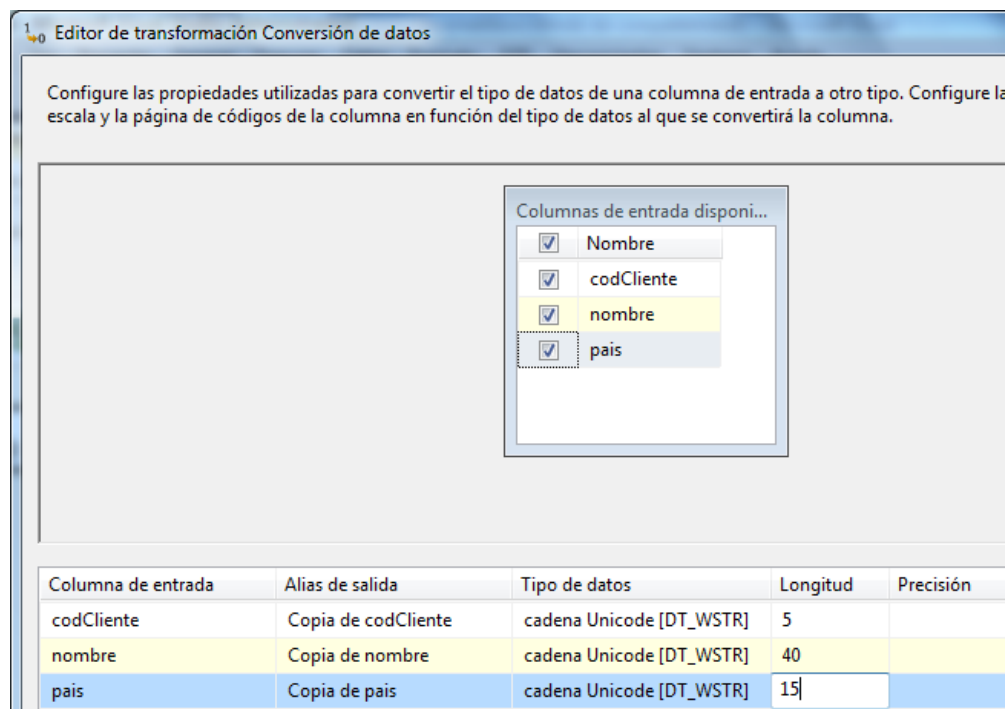 Editor de transformación Conversión de datos
Configure las propiedades utilizadas para convertir el tipo de datos de una columna de entrada a otro tipo. Configure
escala y la página de códigos de la columna en función del tipo de datos al que se convertirá la columna.
Columnas de entrada disponi...
Nombre
codCliente
nombre
pais
Columna de entrada Alias de salida Tipo de datos Longitud Precisión
codCliente Copia de codCliente cadena Unicode [DT_WSTR] 5
nombre Copia de nombre cadena Unicode [DT_WSTR] 40
pais Copia de pais cadena Unicode [DT_WSTR] 15